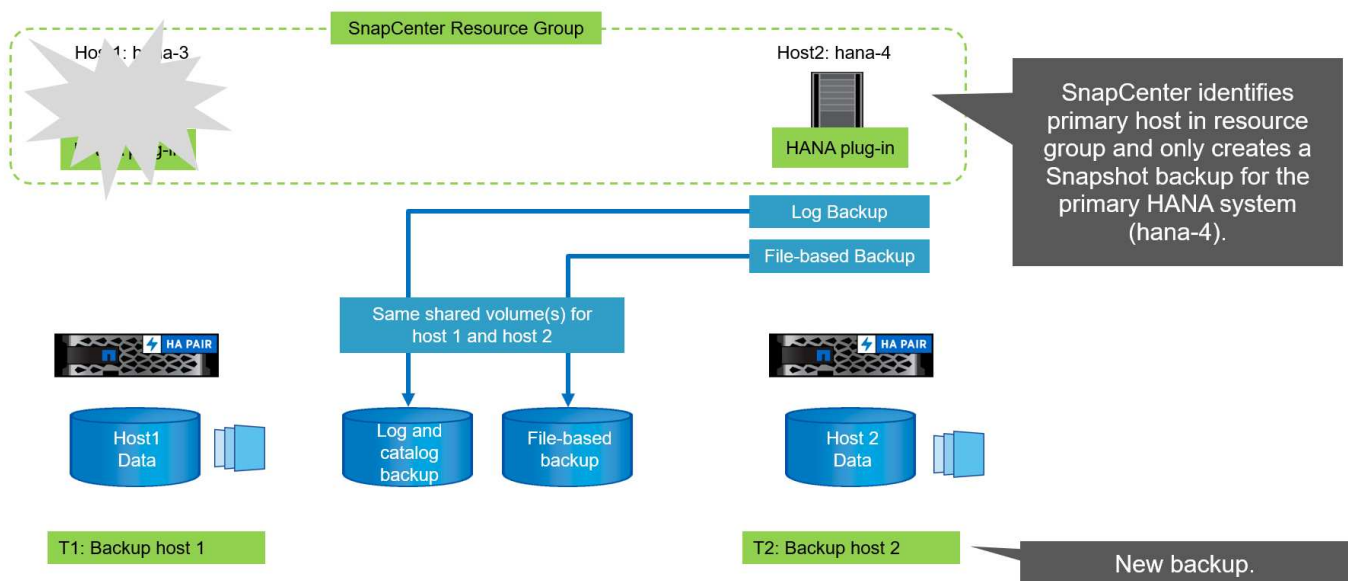 SnapCenter Resource Group
Host2: hana-4
HANA plug-in
SnapCenter identifies
primary host in resource
group and only creates a
Snapshot backup for the
primary HANA system
(hana-4).
Log Backup
File-based Backup
Same shared volume(s) for
host 1 and host 2
HA PAIR
HA PAIR
Host1
Data
Log and
catalog
backup
File-based
backup
Host 2
Data
T1: Backup host 1
T2: Backup host 2
New backup.